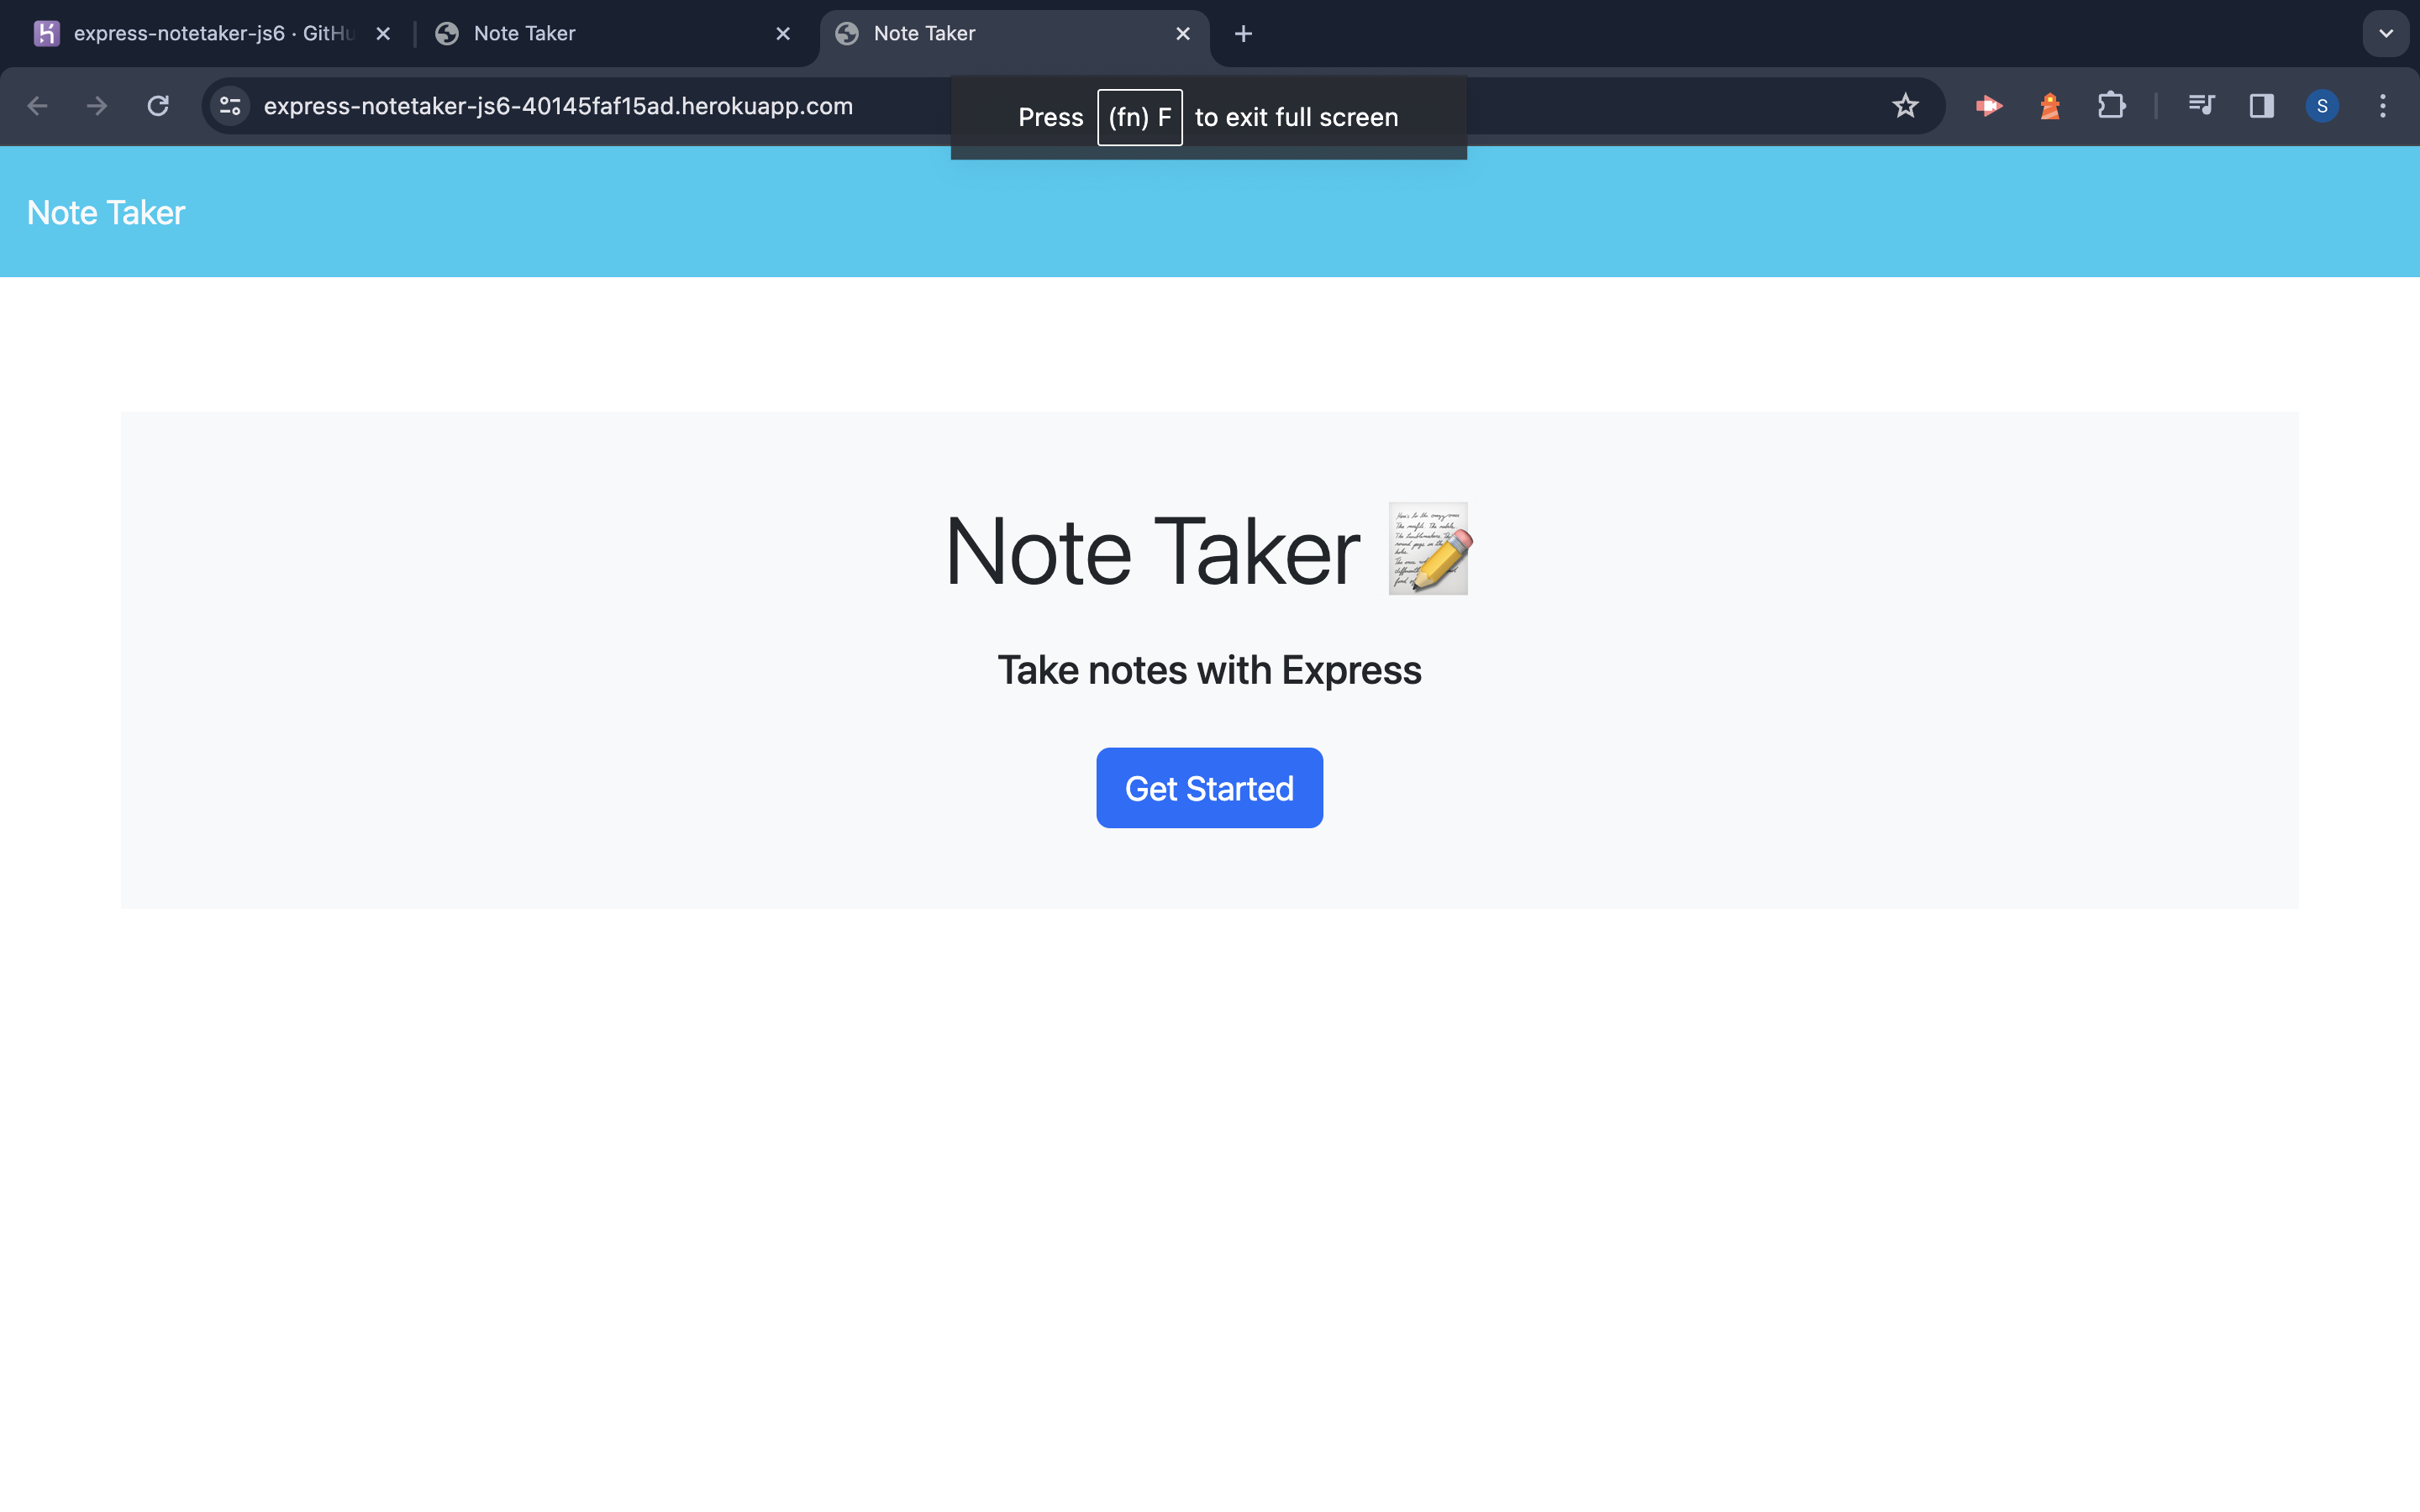 express-notetaker-js6 · GitHu
Note Taker
Note Taker
express-notetaker-js6-40145faf15ad.herokuapp.com
Press (fn) F to exit full screen
S
Note Taker
Note Taker
Take notes with Express
Get Started